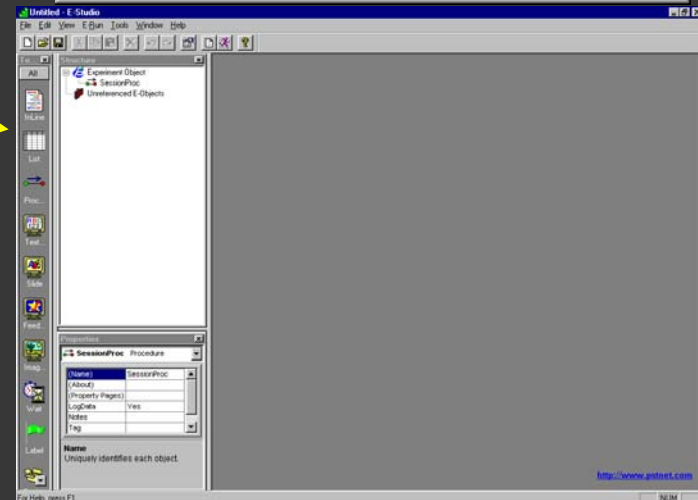 Untitled - E-Studio
File Edit View E-Run Tools Window Help
All
InLine
List
Proc...
Text...
Slide
Feed...
Imag...
Wait
Label
Structure
Experiment Object
SessionProc
Unreferenced E-Objects
Properties
SessionProc Procedure
(Name) SessionProc
(About)
(Property Pages)
LogData Yes
Notes
Tag
Name
Uniquely identifies each object.
http://www.pstnet.com
For Help, press F1
NUM